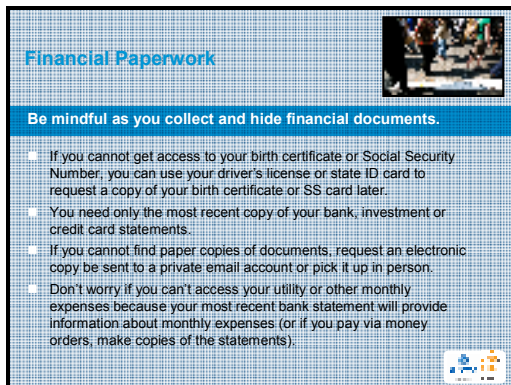 Financial Paperwork
Be mindful as you collect and hide financial documents.
If you cannot get access to your birth certificate or Social Security
Number, you can use your driver's license or state ID card to
request a copy of your birth certificate or SS card later.
You need only the most recent copy of your bank, investment or
credit card statements.
If you cannot find paper copies of documents, request an electronic
copy be sent to a private email account or pick it up in person.
Don't worry if you can't access your utility or other monthly
expenses because your most recent bank statement will provide
information about monthly expenses (or if you pay via money
orders, make copies of the statements).